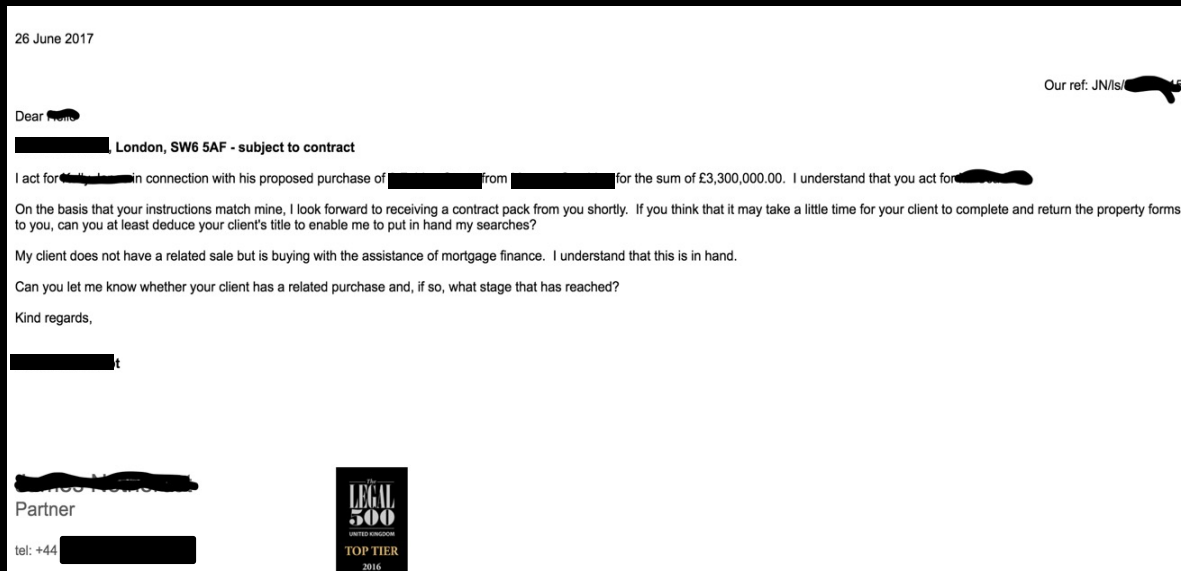 26 June 2017
Our ref: JN/ls/
Dear
, London, SW6 5AF - subject to contract
I act for in connection with his proposed purchase of from for the sum of £3,300,000.00. I understand that you act for
On the basis that your instructions match mine, I look forward to receiving a contract pack from you shortly. If you think that it may take a little time for your client to complete and return the property forms
to you, can you at least deduce your client's title to enable me to put in hand my searches?
My client does not have a related sale but is buying with the assistance of mortgage finance. I understand that this is in hand.
Can you let me know whether your client has a related purchase and, if so, what stage that has reached?
Kind regards,
t
Partner
tel: +44
The
LEGAL
500
UNITED KINGDOM
TOP TIER
2016